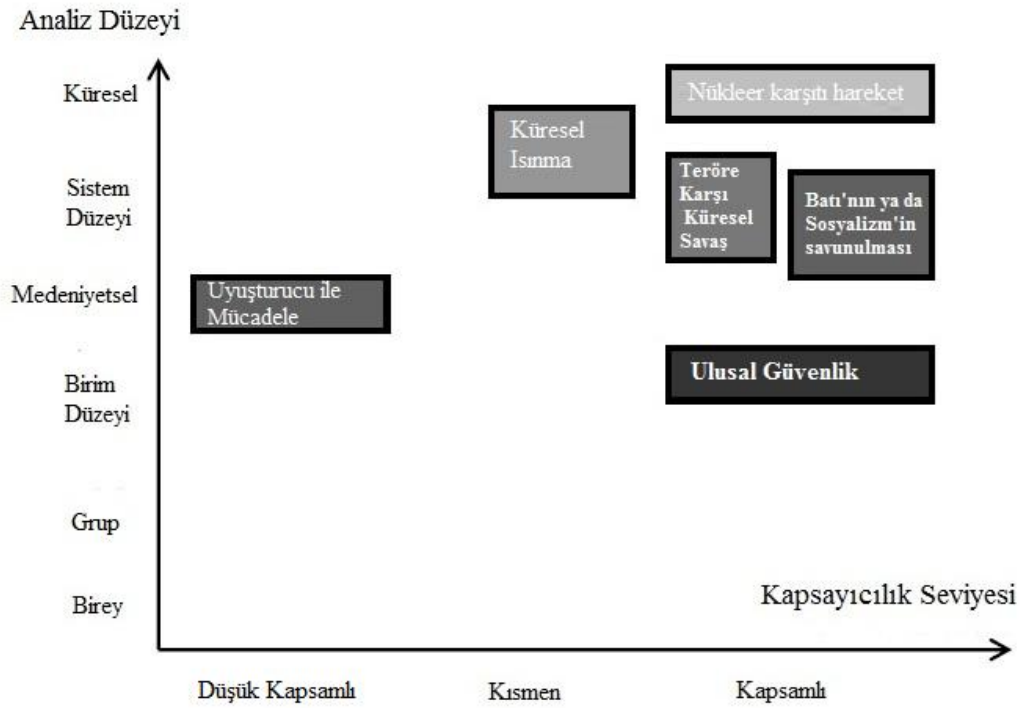 Analiz Düzeyi
Küresel
Nükleer karşıtı hareket
Küresel
Isınma
Sistem
Düzeyi
Teröre
Karşı
Küresel
Savaş
Batı'nın ya da
Sosyalizm'in
savunulması
Medeniyetsel
Uyuşturucu ile
Mücadele
Birim
Düzeyi
Ulusal Güvenlik
Grup
Birey
Kapsayıcılık Seviyesi
Düşük Kapsamlı
Kısmen
Kapsamlı